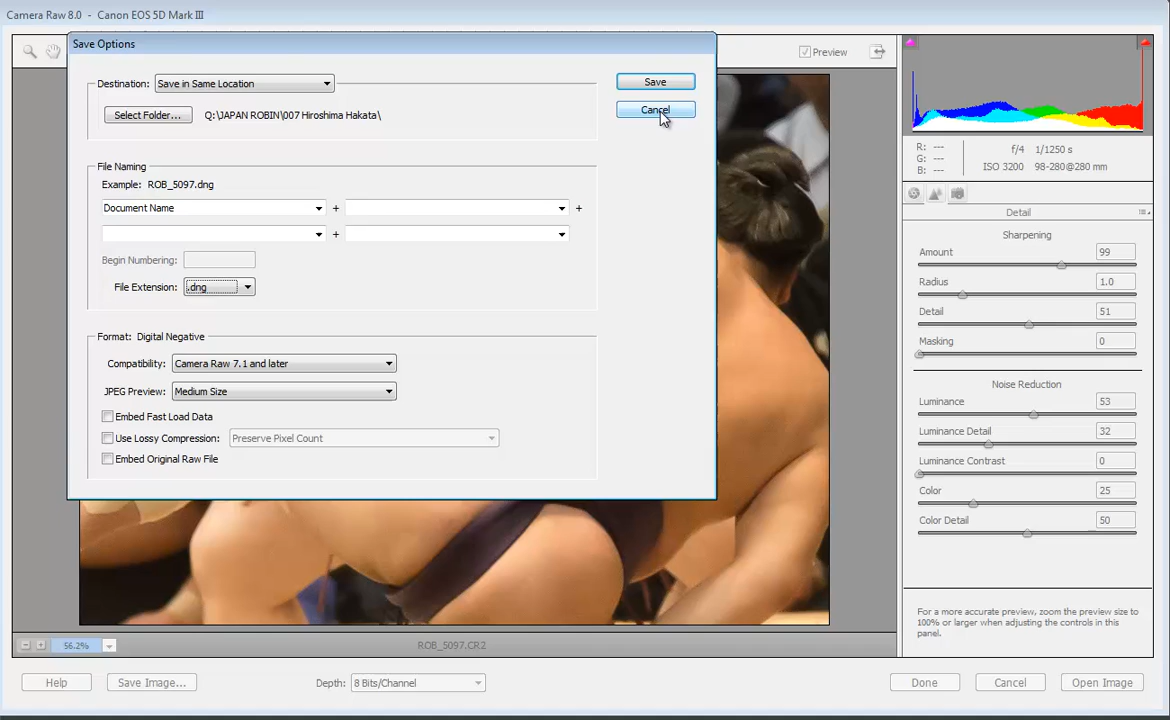 Camera Raw 8.0 - Canon EOS 5D Mark III
Save Options
Preview
Destination: Save in Same Location
Save
Select Folder... Q:\JAPAN ROBIN\007 Hiroshima Hakata\
Cancel
File Naming
Example: ROB_5097.dng
Document Name + +
+
Begin Numbering:
File Extension: .dng
Format: Digital Negative
Compatibility: Camera Raw 7.1 and later
JPEG Preview: Medium Size
Embed Fast Load Data
Use Lossy Compression: Preserve Pixel Count
Embed Original Raw File
R: ---
G: ---
B: ---
f/4 1/1250 s
ISO 3200 98-280@280 mm
Detail
Sharpening
Amount 99
Radius 1.0
Detail 51
Masking 0
Noise Reduction
Luminance 53
Luminance Detail 32
Luminance Contrast 0
Color 25
Color Detail 50
For a more accurate preview, zoom the preview size to
100% or larger when adjusting the controls in this
panel.
56.2%
ROB_5097.CR2
Help
Save Image...
Depth: 8 Bits/Channel
Done
Cancel
Open Image